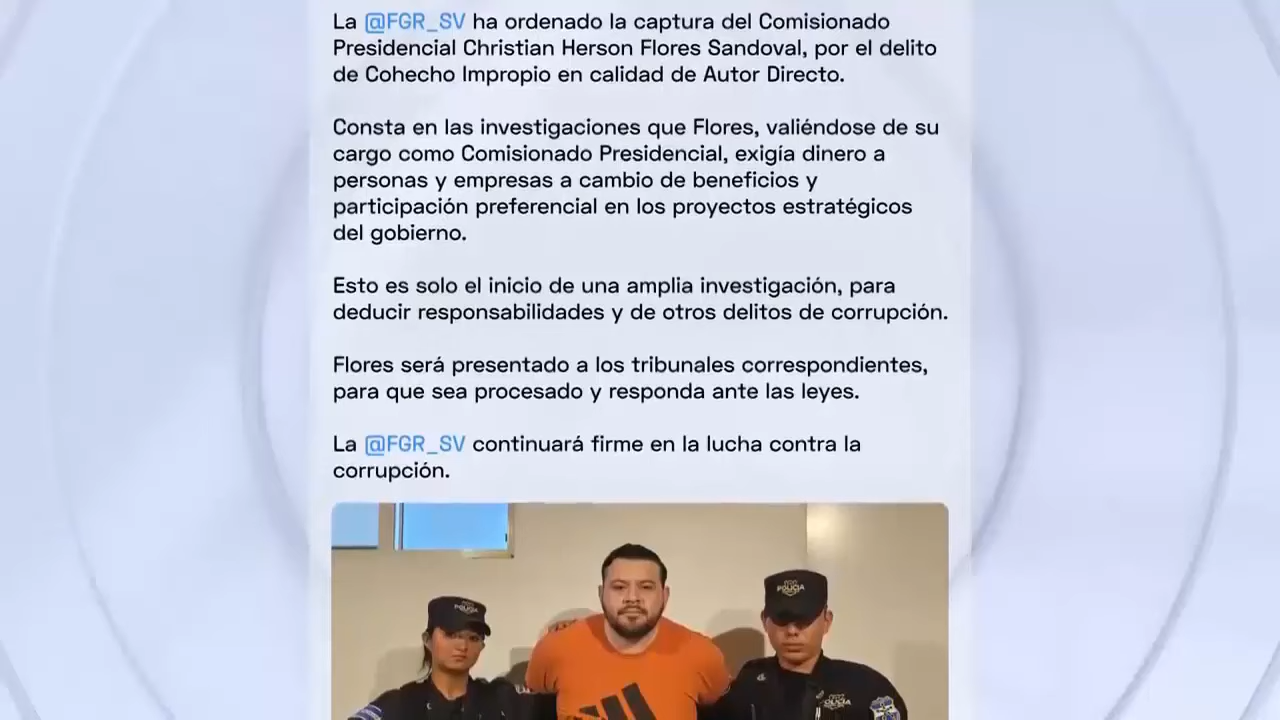 La @FGR_SV ha ordenado la captura del Comisionado
Presidencial Christian Herson Flores Sandoval, por el delito
de Cohecho Impropio en calidad de Autor Directo.
Consta en las investigaciones que Flores, valiéndose de su
cargo como Comisionado Presidencial, exigía dinero a
personas y empresas a cambio de beneficios y
participación preferencial en los proyectos estratégicos
del gobierno.
Esto es solo el inicio de una amplia investigación, para
deducir responsabilidades y de otros delitos de corrupción.
Flores será presentado a los tribunales correspondientes,
para que sea procesado y responda ante las leyes.
La @FGR_SV continuará firme en la lucha contra la
corrupción.
POLICIA
POLICIA
POLICIA